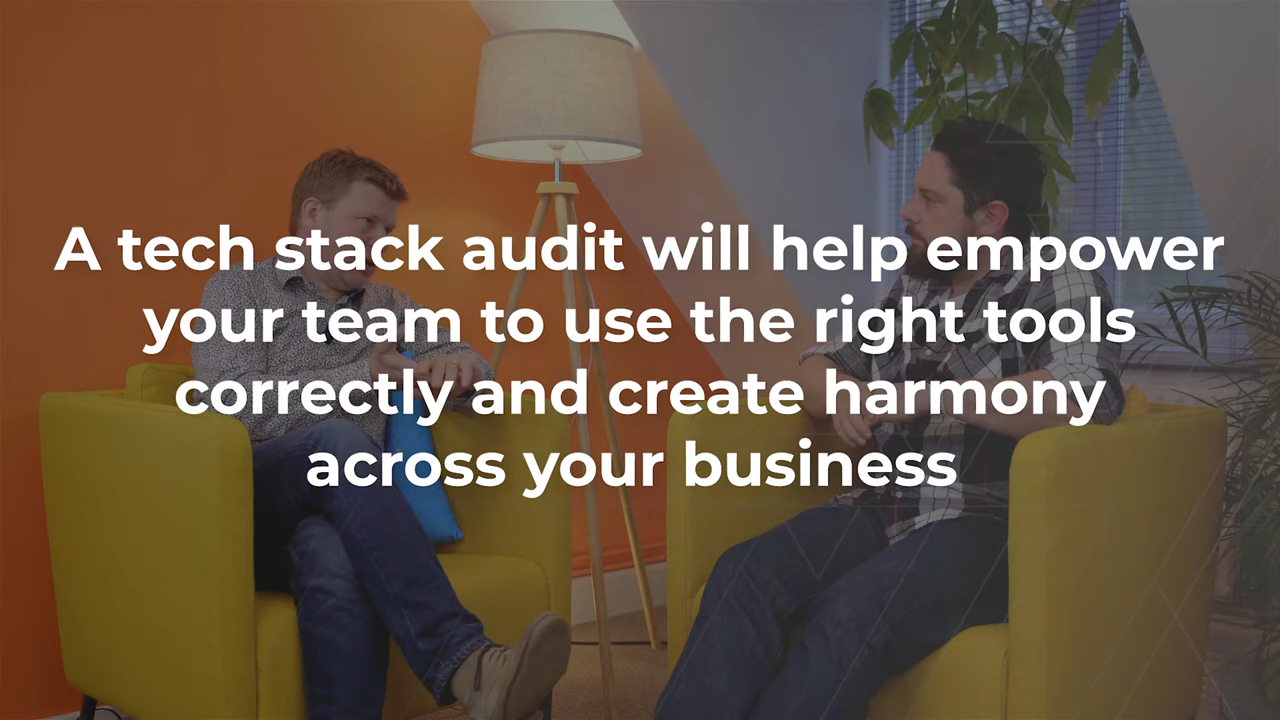 A tech stack audit will help empower
your team to use the right tools
correctly and create harmony
across your business